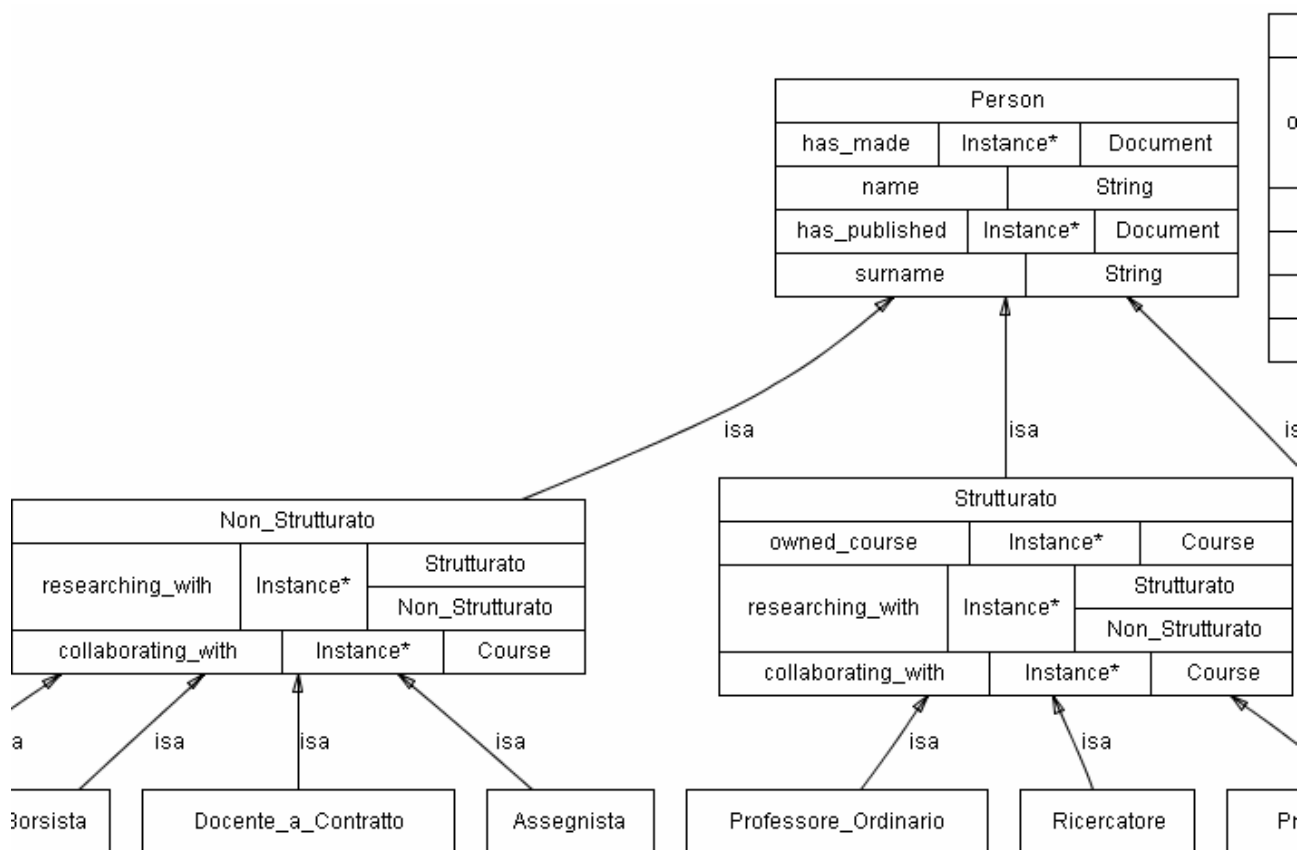 Person
has_made Instance* Document
name String
has_published Instance* Document
surname String
isa isa
Non_Strutturato
researching_with Instance* Strutturato
Non_Strutturato
collaborating_with Instance* Course
Strutturato
owned_course Instance* Course
researching_with Instance* Strutturato
Non_Strutturato
collaborating_with Instance* Course
isa isa isa isa isa
Docente_a_Contratto Assegnista Professore_Ordinario Ricercatore